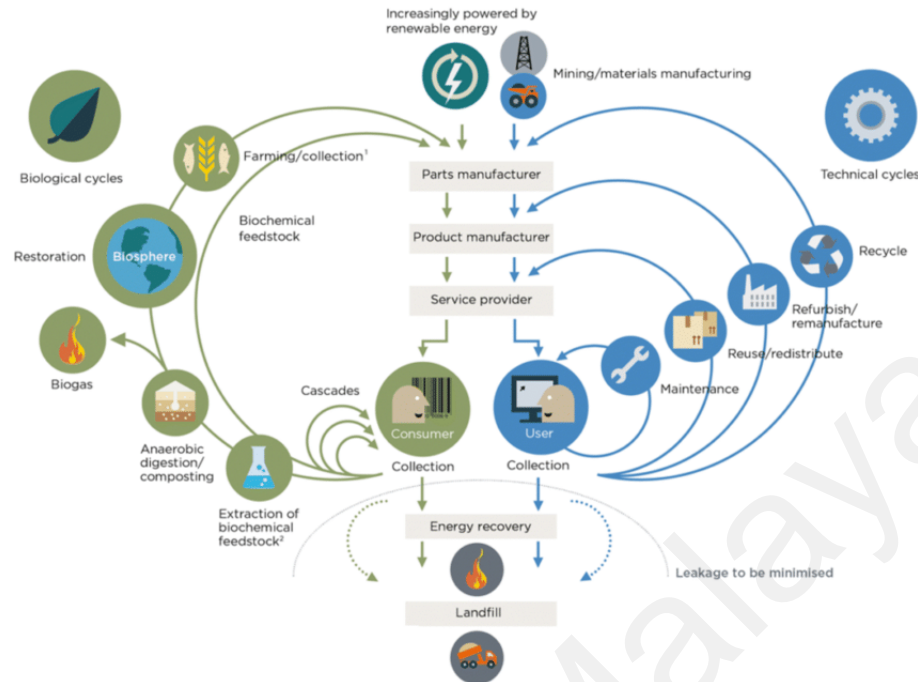 Increasingly powered by
renewable energy
Mining/materials manufacturing
Biological cycles
Technical cycles
Farming/collection¹
Parts manufacturer
Biochemical
feedstock
Product manufacturer
Restoration
Biosphere
Recycle
Service provider
Refurbish/
remanufacture
Reuse/redistribute
Biogas
Maintenance
Cascades
Consumer
User
Anaerobic
digestion/
composting
Collection
Collection
Extraction of
biochemical
feedstock²
Energy recovery
Leakage to be minimised
Landfill
Malaya